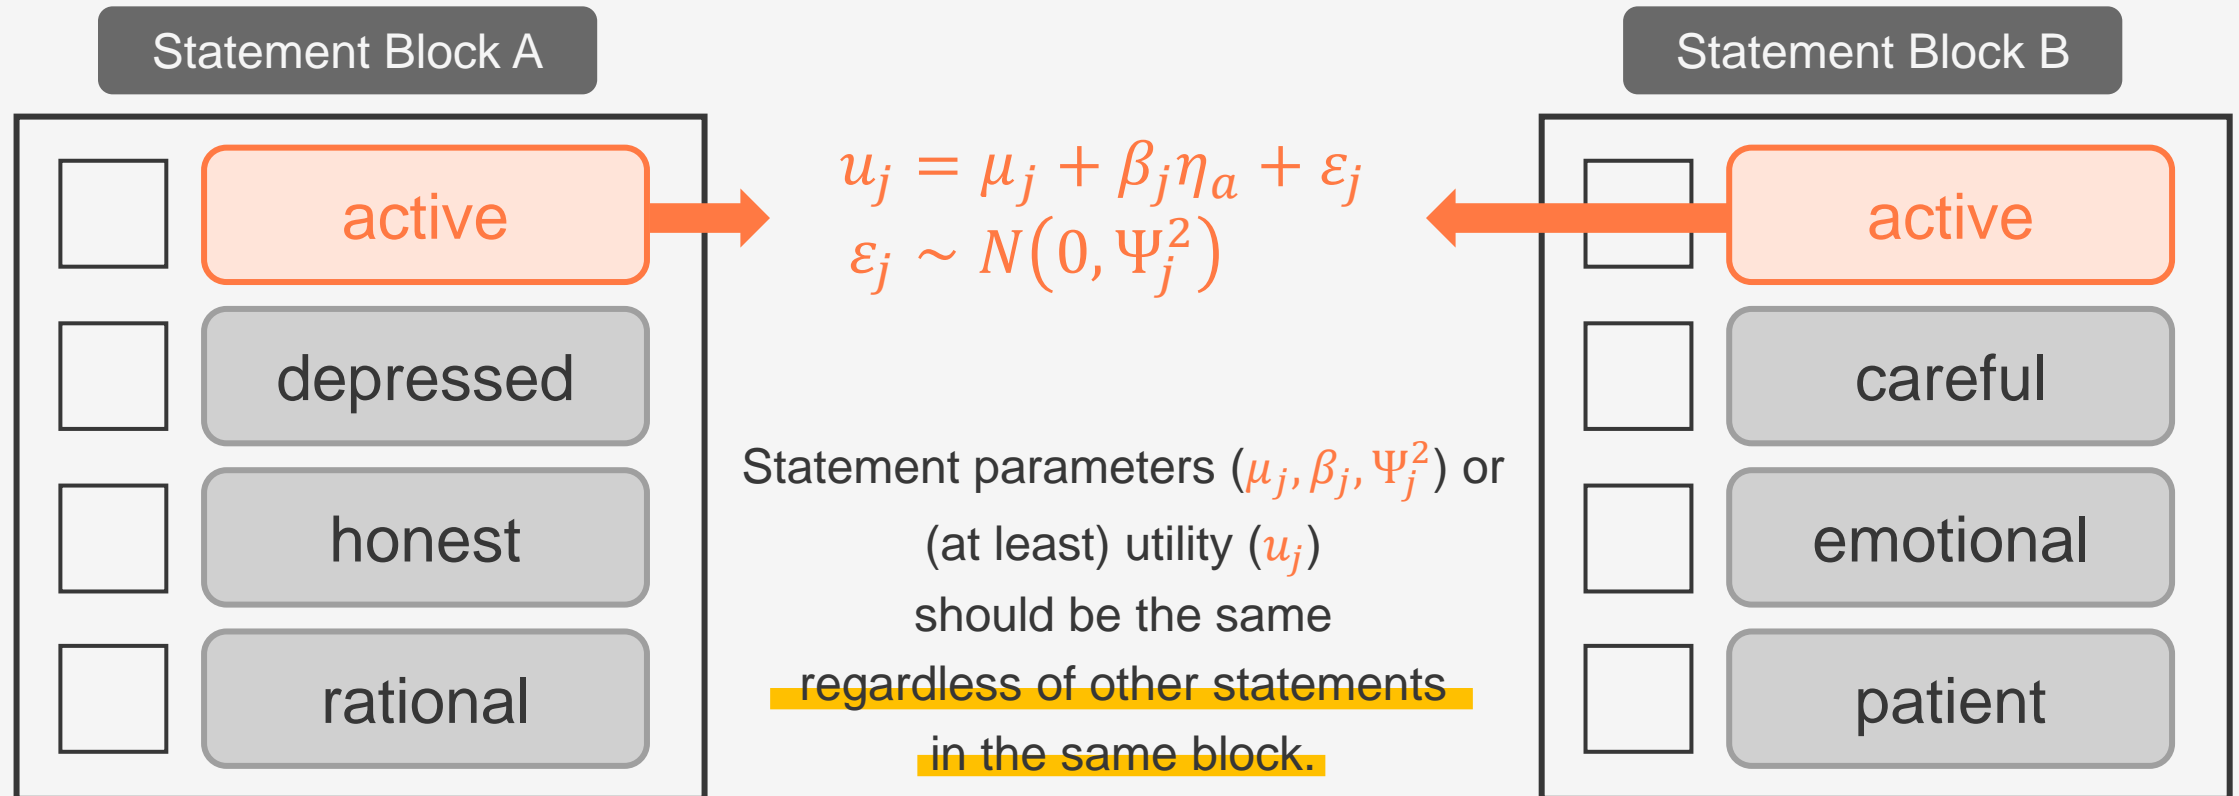 Statement Block A
active
depressed
honest
rational
u_j = μ_j + β_jη_a + ε_j
ε_j ~ N(0, Ψ_j^2)
Statement parameters (μ_j, β_j, Ψ_j^2) or
(at least) utility (u_j)
should be the same
regardless of other statements
in the same block.
Statement Block B
active
careful
emotional
patient